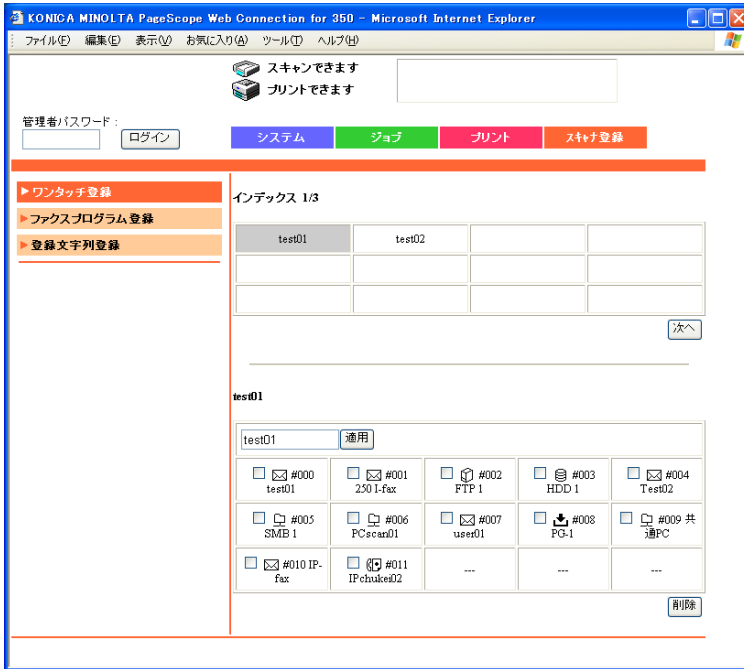 KONICA MINOLTA PageScope Web Connection for 350 - Microsoft Internet Explorer
ファイル(F) 編集(E) 表示(V) お気に入り(A) ツール(T) ヘルプ(H)
スキャンできます
プリントできます
管理者パスワード:
ログイン
システム ジョブ プリント スキャナ登録
ワンタッチ登録
ファクスプログラム登録
登録文字列登録
インデックス 1/3
test01 test02
次へ
test01
test01 適用
#000 test01
#001 250 I-fax
#002 FTP 1
#003 HDD 1
#004 Test02
#005 SMB 1
#006 PCscan01
#007 user01
#008 PG-1
#009 共通PC
#010 IP-fax
#011 IPchukei02
---
---
---
削除